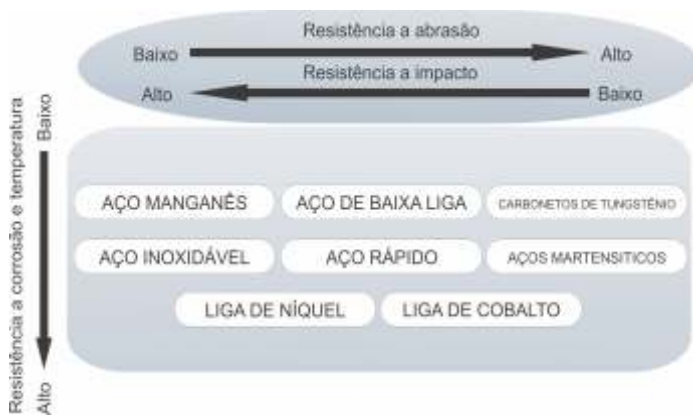 Resistência a abrasão
Baixo
Alto
Resistência a impacto
Alto
Baixo
Resistência a corrosão e temperatura
Baixo
Alto
AÇO MANGANÊS
AÇO DE BAIXA LIGA
CARBONETOS DE TUNGSTÊNIO
AÇO INOXIDÁVEL
AÇO RÁPIDO
AÇOS MARTENSITICOS
LIGA DE NÍQUEL
LIGA DE COBALTO